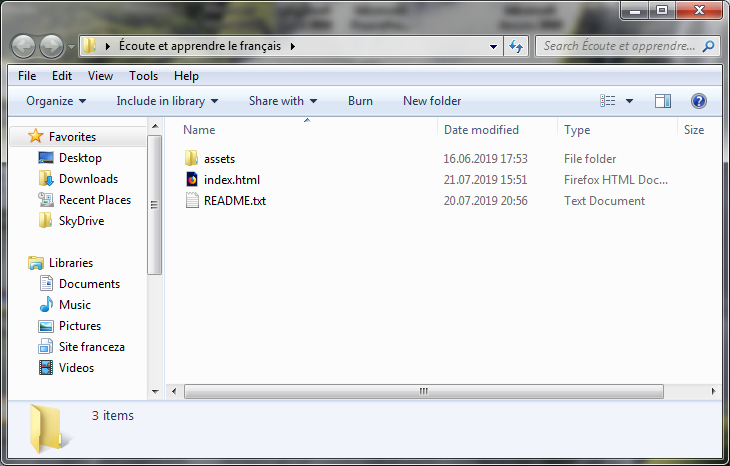 Écoute et apprendre le français
Search Écoute et apprendre...
File Edit View Tools Help
Organize Include in library Share with Burn New folder
Favorites
Desktop
Downloads
Recent Places
SkyDrive
Libraries
Documents
Music
Pictures
Site franceza
Videos
Name Date modified Type Size
assets 16.06.2019 17:53 File folder
index.html 21.07.2019 15:51 Firefox HTML Doc...
README.txt 20.07.2019 20:56 Text Document
3 items